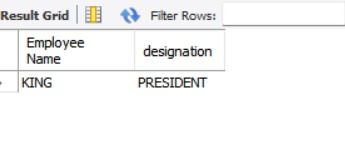 Result Grid Filter Rows:
Employee
Name
designation
KING PRESIDENT